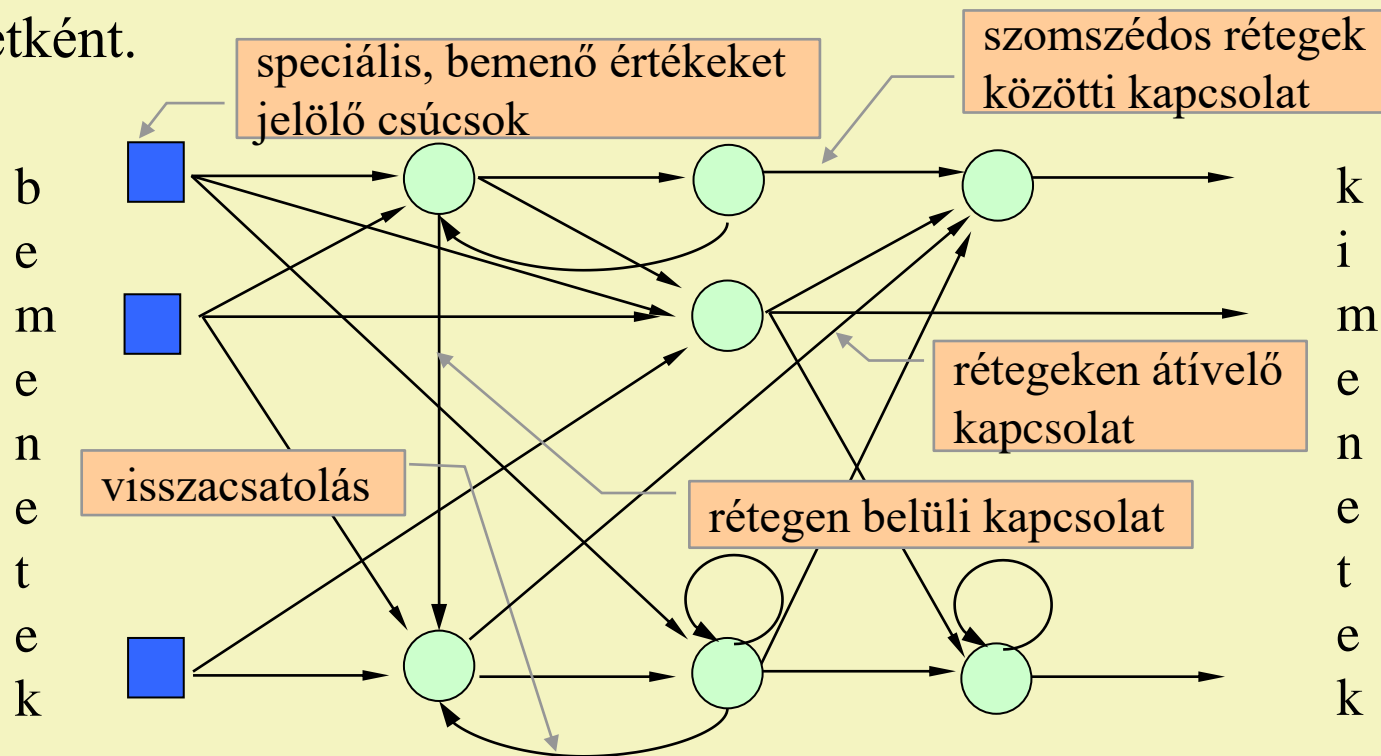 etként.
speciális, bemenő értékeket
jelölő csúcsok
szomszédos rétegek
közötti kapcsolat
b
e
m
e
n
e
t
e
k
k
i
m
e
n
e
t
e
k
rétegeken átívelő
kapcsolat
visszacsatolás
rétegen belüli kapcsolat